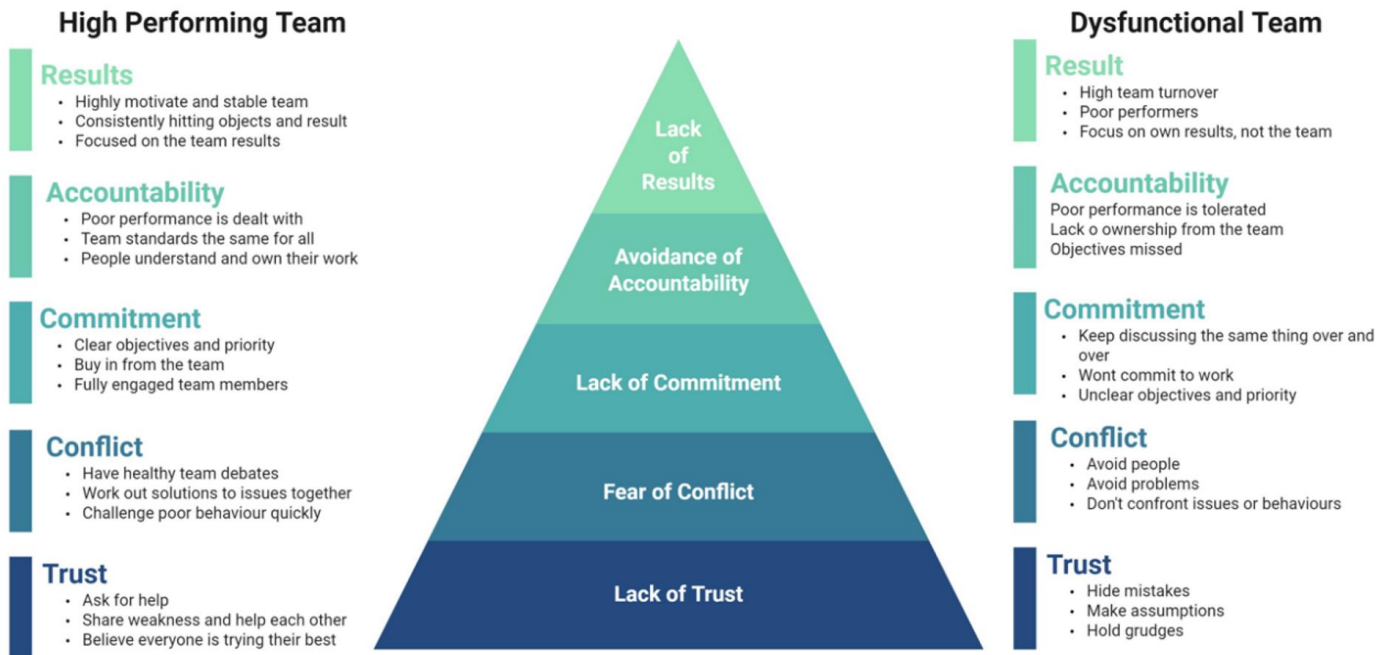 High Performing Team
Results
• Highly motivate and stable team
• Consistently hitting objects and result
• Focused on the team results
Accountability
• Poor performance is dealt with
• Team standards the same for all
• People understand and own their work
Commitment
• Clear objectives and priority
• Buy in from the team
• Fully engaged team members
Conflict
• Have healthy team debates
• Work out solutions to issues together
• Challenge poor behaviour quickly
Trust
• Ask for help
• Share weakness and help each other
• Believe everyone is trying their best
Lack
of
Results
Avoidance of
Accountability
Lack of Commitment
Fear of Conflict
Lack of Trust
Dysfunctional Team
Result
• High team turnover
• Poor performers
• Focus on own results, not the team
Accountability
Poor performance is tolerated
Lack o ownership from the team
Objectives missed
Commitment
• Keep discussing the same thing over and
over
• Wont commit to work
• Unclear objectives and priority
Conflict
• Avoid people
• Avoid problems
• Don't confront issues or behaviours
Trust
• Hide mistakes
• Make assumptions
• Hold grudges